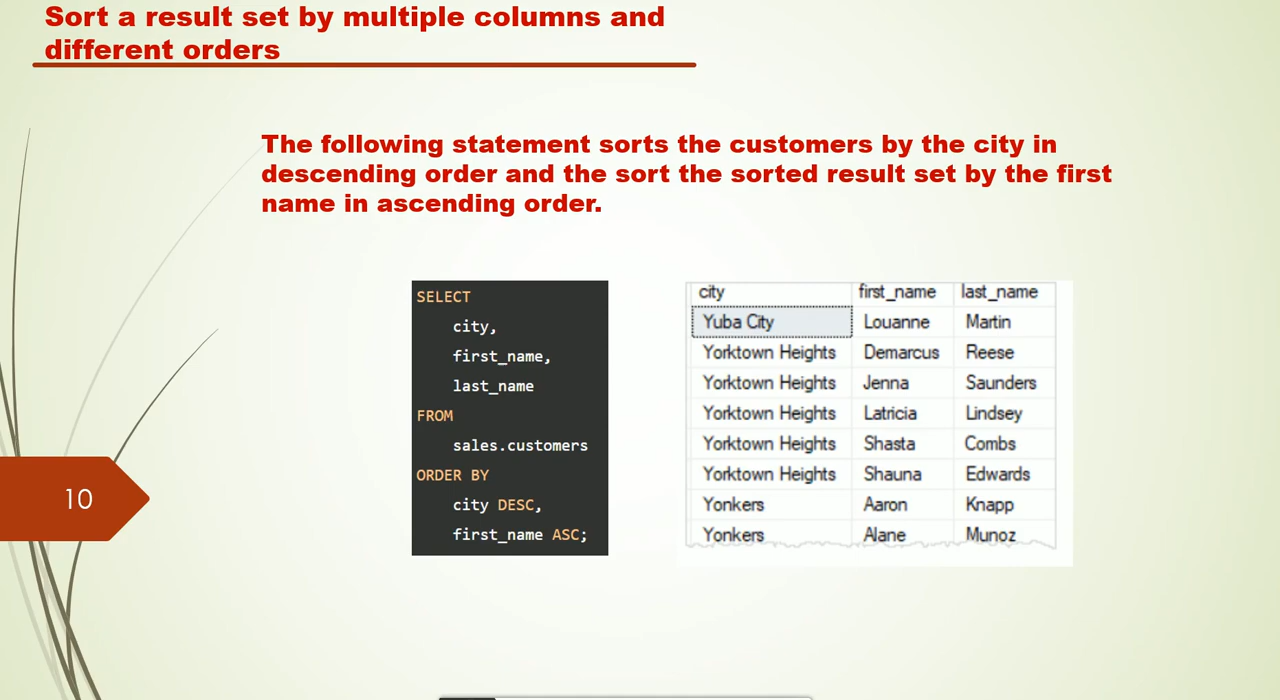 Sort a result set by multiple columns and
different orders
The following statement sorts the customers by the city in
descending order and the sort the sorted result set by the first
name in ascending order.
SELECT
city,
first_name,
last_name
FROM
sales.customers
ORDER BY
city DESC,
first_name ASC;
city first_name last_name
Yuba City Louanne Martin
Yorktown Heights Demarcus Reese
Yorktown Heights Jenna Saunders
Yorktown Heights Latricia Lindsey
Yorktown Heights Shasta Combs
Yorktown Heights Shauna Edwards
Yonkers Aaron Knapp
Yonkers Alane Munoz
10